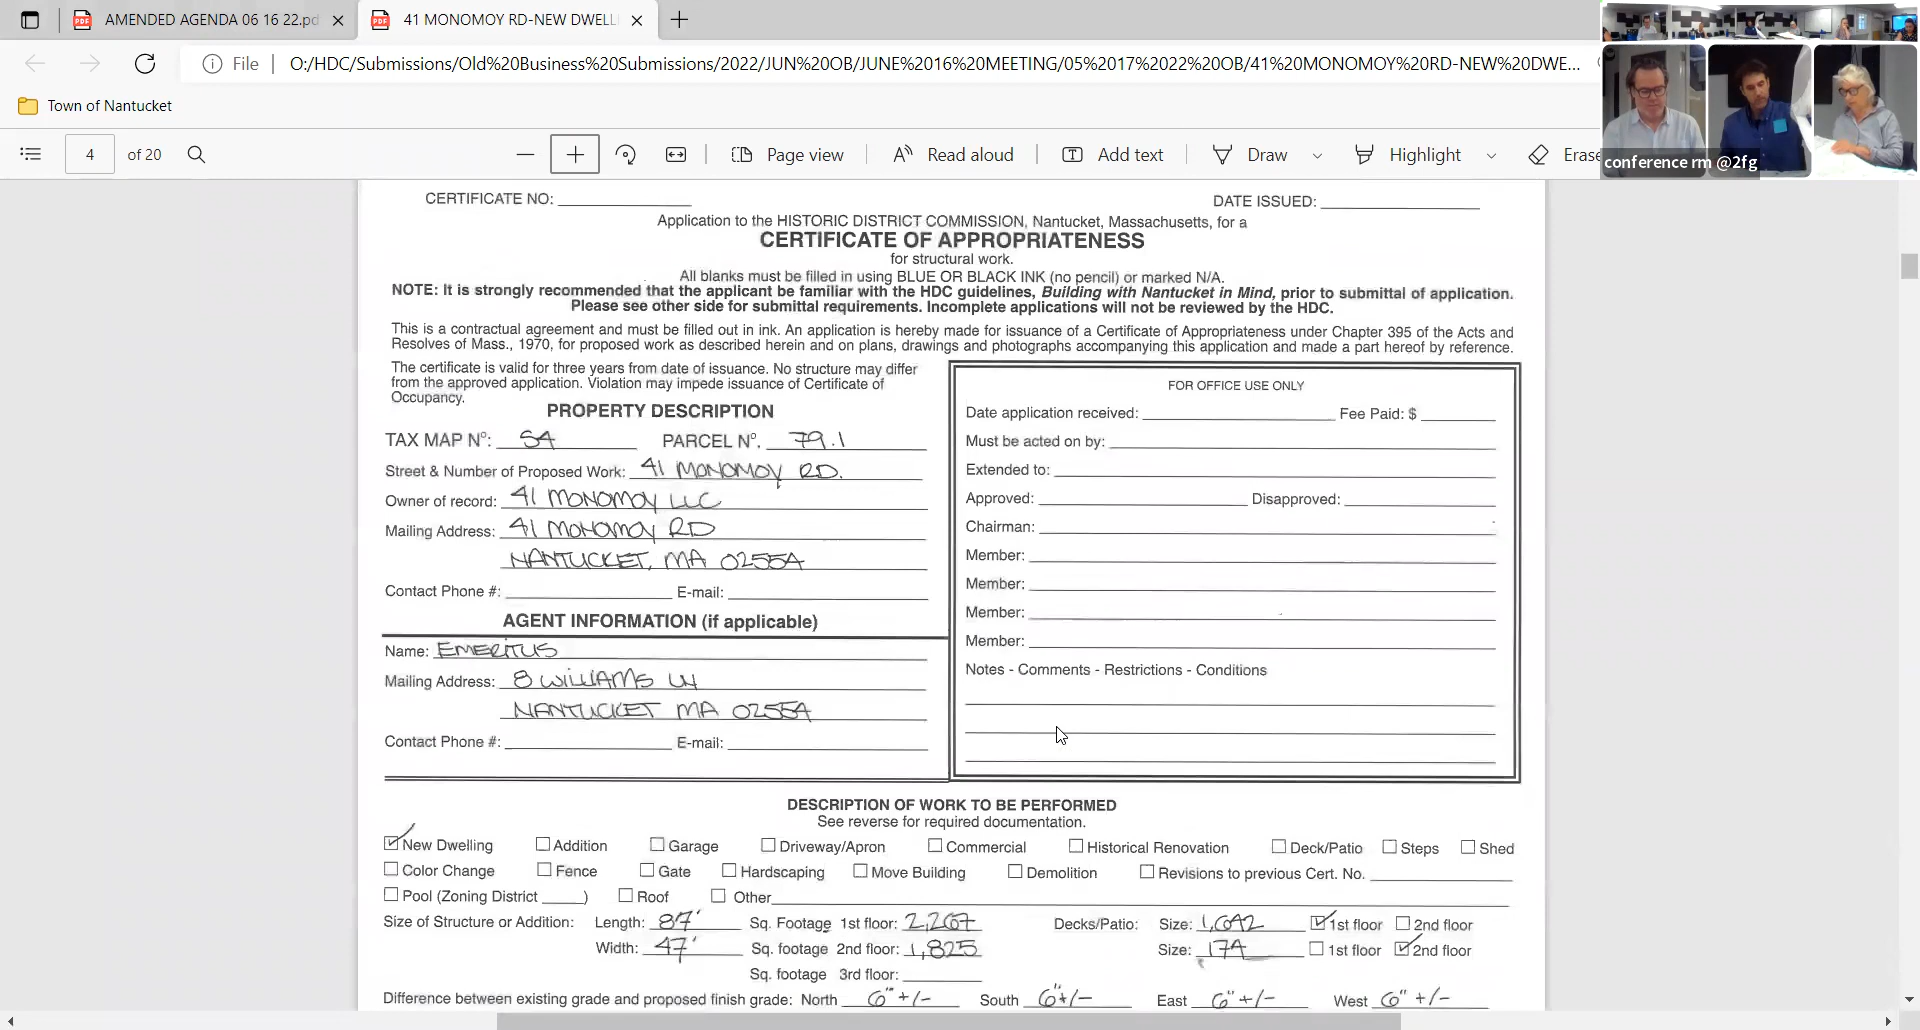 AMENDED AGENDA 06 16 22.pd
41 MONOMOY RD-NEW DWELL
File
O:/HDC/Submissions/Old%20Business%20Submissions/2022/JUN%20OB/JUNE%2016%20MEETING/05%2017%2022%20OB/41%20MONOMOY%20RD-NEW%20DWE...
Town of Nantucket
4 of 20
Page view
Read aloud
Add text
Draw
Highlight
Erase
conference rm @2fg
CERTIFICATE NO:
DATE ISSUED:
Application to the HISTORIC DISTRICT COMMISSION, Nantucket, Massachusetts, for a
CERTIFICATE OF APPROPRIATENESS
for structural work.
All blanks must be filled in using BLUE OR BLACK INK (no pencil) or marked N/A.
NOTE: It is strongly recommended that the applicant be familiar with the HDC guidelines, Building with Nantucket in Mind, prior to submittal of application.
Please see other side for submittal requirements. Incomplete applications will not be reviewed by the HDC.
This is a contractual agreement and must be filled out in ink. An application is hereby made for issuance of a Certificate of Appropriateness under Chapter 395 of the Acts and
Resolves of Mass., 1970, for proposed work as described herein and on plans, drawings and photographs accompanying this application and made a part hereof by reference.
The certificate is valid for three years from date of issuance. No structure may differ
from the approved application. Violation may impede issuance of Certificate of
Occupancy.
PROPERTY DESCRIPTION
TAX MAP N°: 54 PARCEL N°. 79.1
Street & Number of Proposed Work: 41 MONOMOY RD.
Owner of record: 41 MONOMOY LLC
Mailing Address: 41 MONOMOY RD
NANTUCKET, MA 02554
Contact Phone #: E-mail:
AGENT INFORMATION (if applicable)
Name: EMERITUS
Mailing Address: 8 WILLIAMS LN
NANTUCKET MA 02554
Contact Phone #: E-mail:
FOR OFFICE USE ONLY
Date application received: Fee Paid: $
Must be acted on by:
Extended to:
Approved: Disapproved:
Chairman:
Member:
Member:
Member:
Member:
Notes - Comments - Restrictions - Conditions
DESCRIPTION OF WORK TO BE PERFORMED
See reverse for required documentation.
New Dwelling Addition Garage Driveway/Apron Commercial Historical Renovation Deck/Patio Steps Shed
Color Change Fence Gate Hardscaping Move Building Demolition Revisions to previous Cert. No.
Pool (Zoning District ) Roof Other
Size of Structure or Addition: Length: 87' Sq. Footage 1st floor: 2,267 Decks/Patio: Size: 1,642 1st floor 2nd floor
Width: 47' Sq. footage 2nd floor: 1,825 Size: 174 1st floor 2nd floor
Sq. footage 3rd floor:
Difference between existing grade and proposed finish grade: North 6" +/- South 6" +/- East 6" +/- West 6" +/-